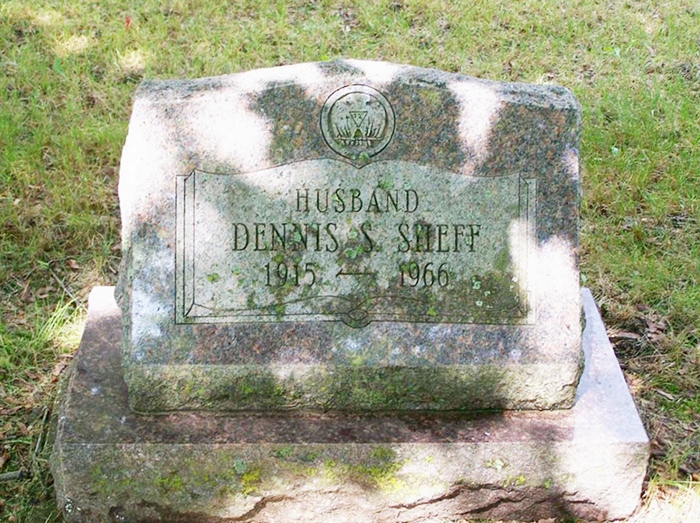 HUSBAND
DENNIS S. SHEFF
1915 — 1966